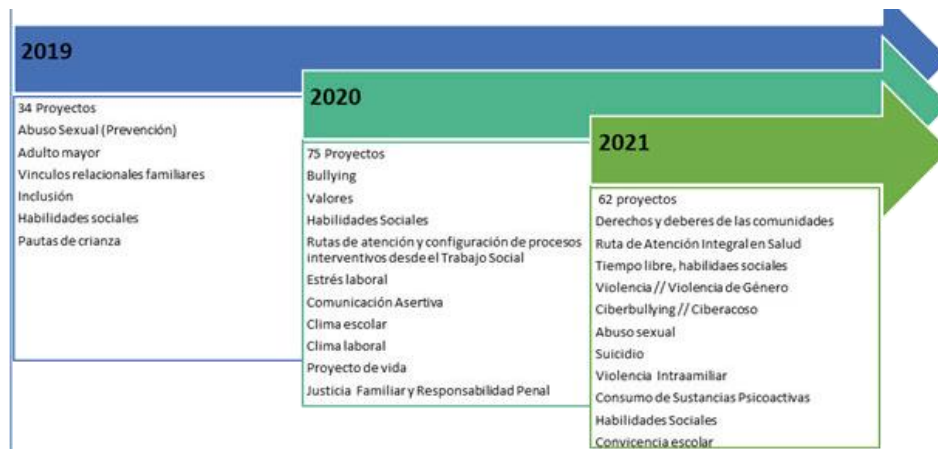 2019
34 Proyectos
Abuso Sexual (Prevención)
Adulto mayor
Vinculos relacionales familiares
Inclusión
Habilidades sociales
Pautas de crianza
2020
75 Proyectos
Bullying
Valores
Habilidades Sociales
Rutas de atención y configuración de procesos
interventivos desde el Trabajo Social
Estrés laboral
Comunicación Asertiva
Clima escolar
Clima laboral
Proyecto de vida
Justicia Familiar y Responsabilidad Penal
2021
62 proyectos
Derechos y deberes de las comunidades
Ruta de Atención Integral en Salud
Tiempo libre, habilidaes sociales
Violencia // Violencia de Género
Ciberbullying // Ciberacoso
Abuso sexual
Suicidio
Violencia Intraamiliar
Consumo de Sustancias Psicoactivas
Habilidades Sociales
Convicencia escolar